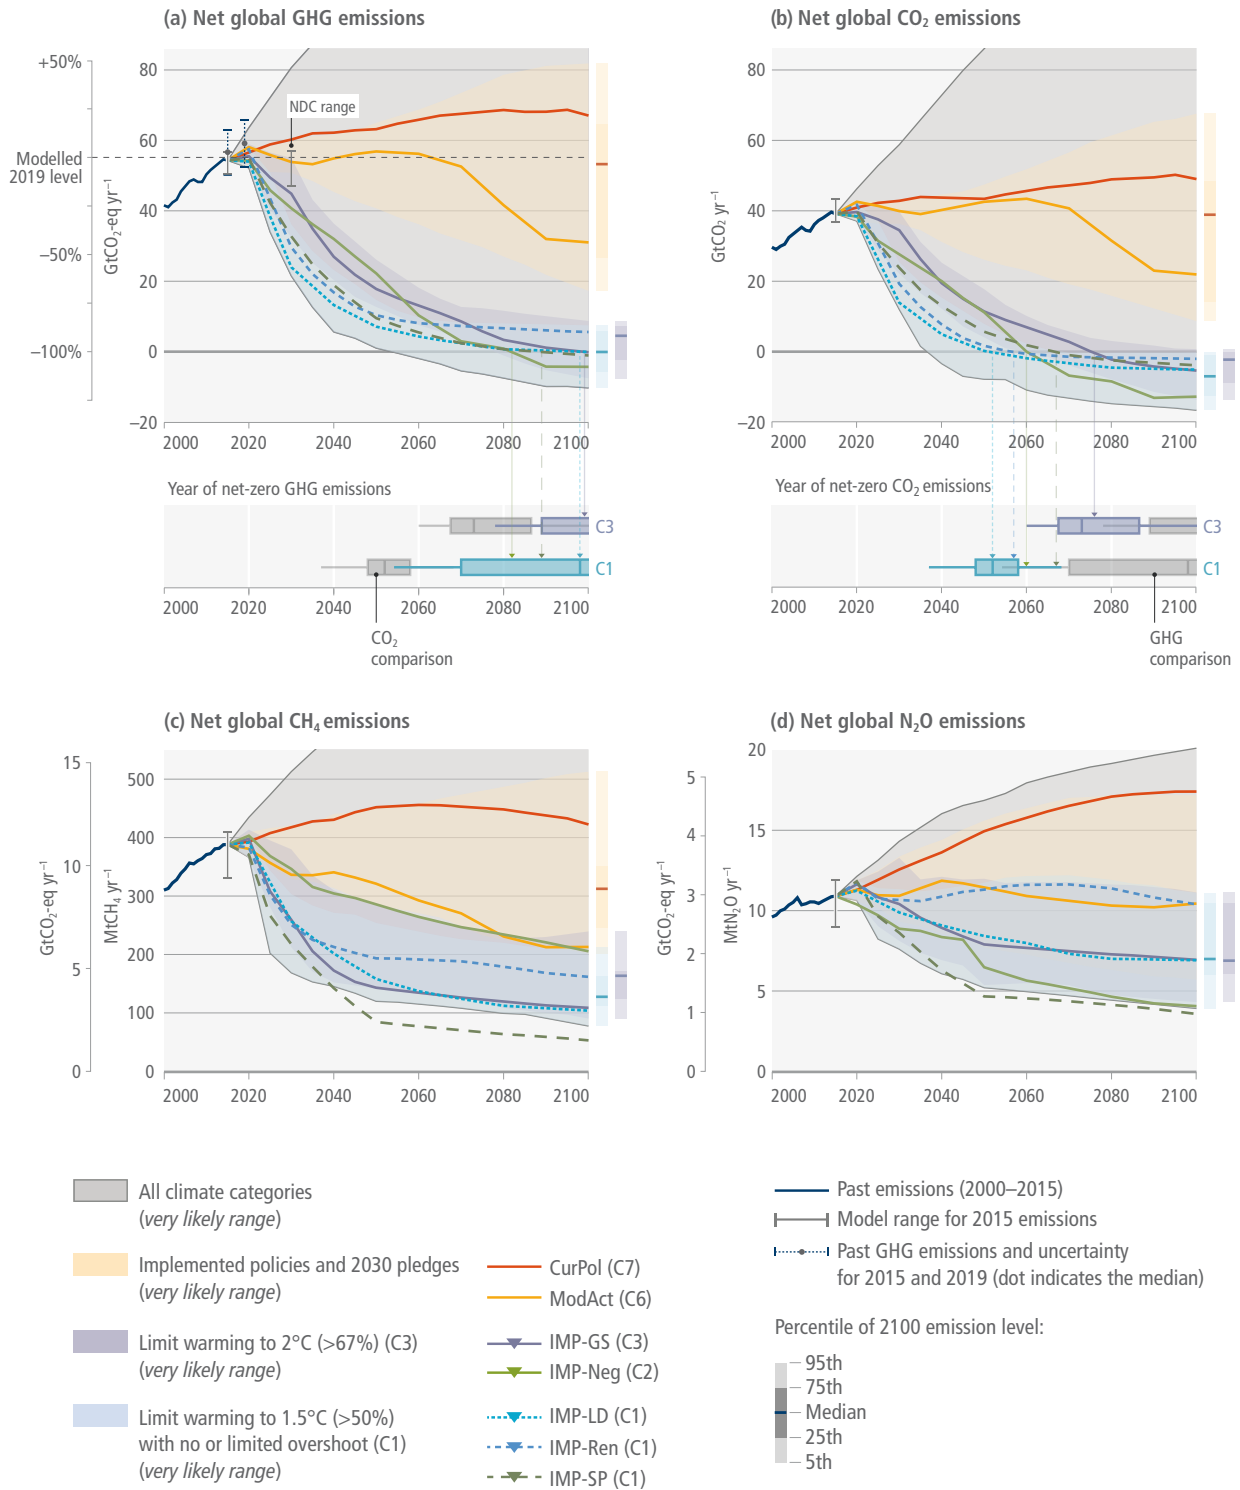 (a) Net global GHG emissions
+50%
Modelled
2019 level
−50%
−100%
GtCO2-eq yr−1
80
60
40
20
0
−20
NDC range
2000 2020 2040 2060 2080 2100
Year of net-zero GHG emissions
C3
C1
2000 2020 2040 2060 2080 2100
CO2
comparison
(b) Net global CO2 emissions
GtCO2 yr−1
80
60
40
20
0
−20
2000 2020 2040 2060 2080 2100
Year of net-zero CO2 emissions
C3
C1
2000 2020 2040 2060 2080 2100
GHG
comparison
(c) Net global CH4 emissions
GtCO2-eq yr−1
15
10
5
0
MtCH4 yr−1
500
400
300
200
100
0
2000 2020 2040 2060 2080 2100
(d) Net global N2O emissions
GtCO2-eq yr−1
5
4
3
2
1
0
MtN2O yr−1
20
15
10
5
0
2000 2020 2040 2060 2080 2100
All climate categories
(very likely range)
Implemented policies and 2030 pledges
(very likely range)
Limit warming to 2°C (>67%) (C3)
(very likely range)
Limit warming to 1.5°C (>50%)
with no or limited overshoot (C1)
(very likely range)
CurPol (C7)
ModAct (C6)
IMP-GS (C3)
IMP-Neg (C2)
IMP-LD (C1)
IMP-Ren (C1)
IMP-SP (C1)
Past emissions (2000–2015)
Model range for 2015 emissions
Past GHG emissions and uncertainty
for 2015 and 2019 (dot indicates the median)
Percentile of 2100 emission level:
95th
75th
Median
25th
5th